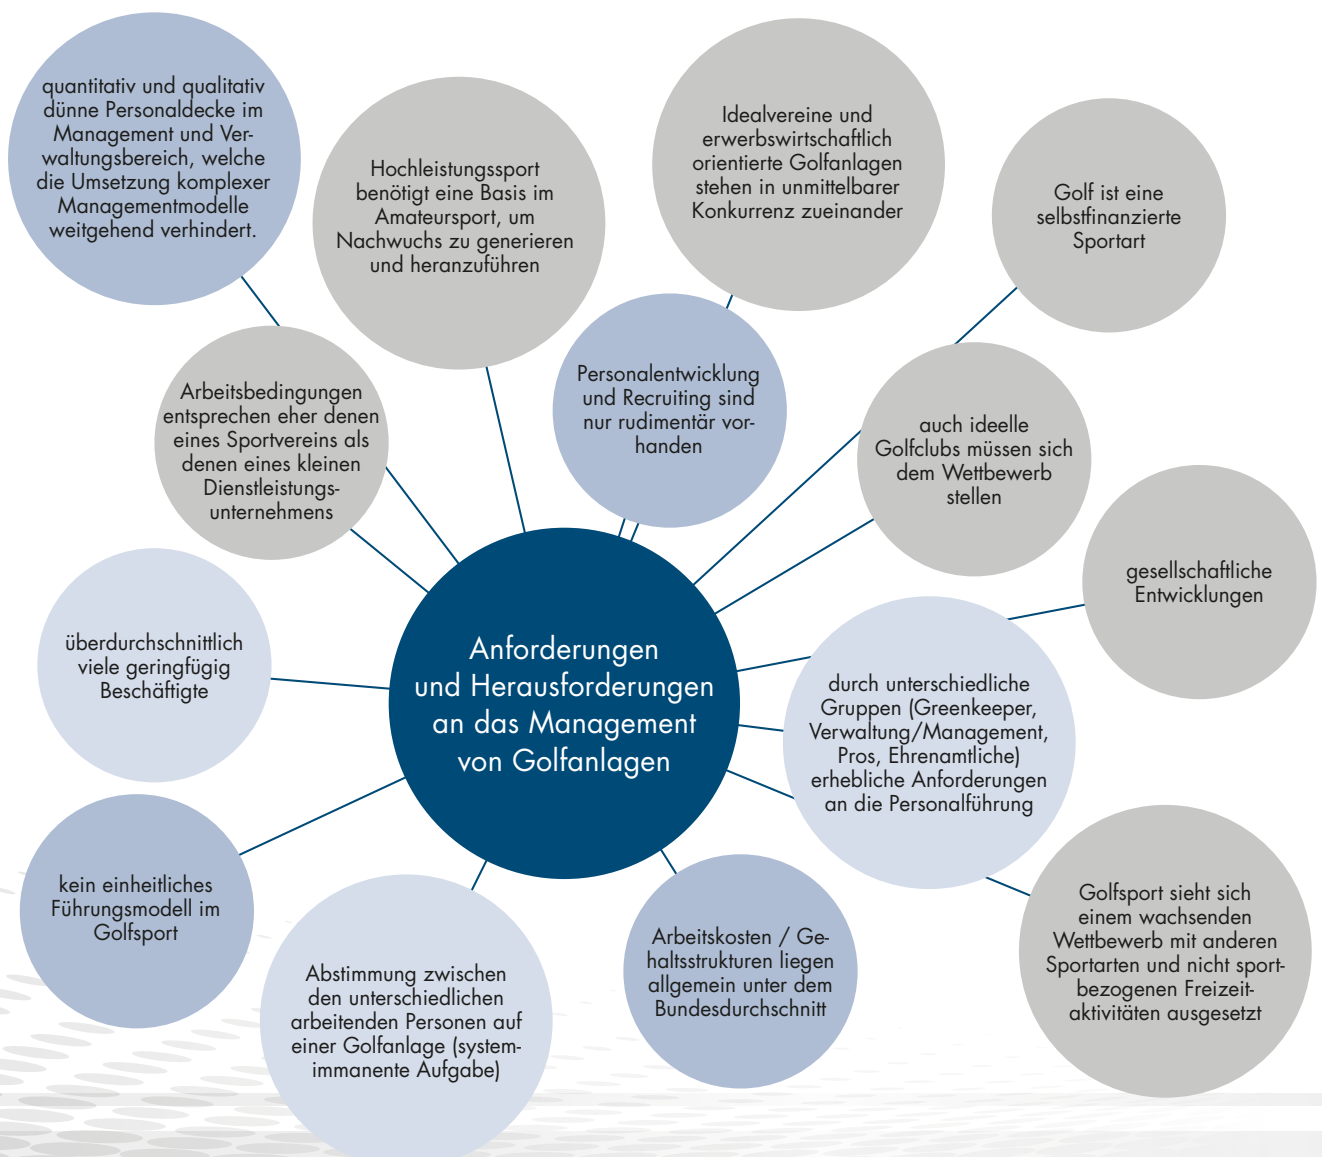 quantitativ und qualitativ
dünne Personaldecke im
Management und Ver-
waltungsbereich, welche
die Umsetzung komplexer
Managementmodelle
weitgehend verhindert.
Hochleistungssport
benötigt eine Basis im
Amateursport, um
Nachwuchs zu generieren
und heranzuführen
Idealvereine und
erwerbswirtschaftlich
orientierte Golfanlagen
stehen in unmittelbarer
Konkurrenz zueinander
Golf ist eine
selbstfinanzierte
Sportart
Arbeitsbedingungen
entsprechen eher denen
eines Sportvereins als
denen eines kleinen
Dienstleistungs-
unternehmens
Personalentwicklung
und Recruiting sind
nur rudimentär vor-
handen
auch ideelle
Golfclubs müssen sich
dem Wettbewerb
stellen
gesellschaftliche
Entwicklungen
überdurchschnittlich
viele geringfügig
Beschäftigte
Anforderungen
und Herausforderungen
an das Management
von Golfanlagen
durch unterschiedliche
Gruppen (Greenkeeper,
Verwaltung/Management,
Pros, Ehrenamtliche)
erhebliche Anforderungen
an die Personalführung
kein einheitliches
Führungsmodell im
Golfsport
Abstimmung zwischen
den unterschiedlichen
arbeitenden Personen auf
einer Golfanlage (system-
immanente Aufgabe)
Arbeitskosten / Ge-
haltsstrukturen liegen
allgemein unter dem
Bundesdurchschnitt
Golfsport sieht sich
einem wachsenden
Wettbewerb mit anderen
Sportarten und nicht sport-
bezogenen Freizeit-
aktivitäten ausgesetzt